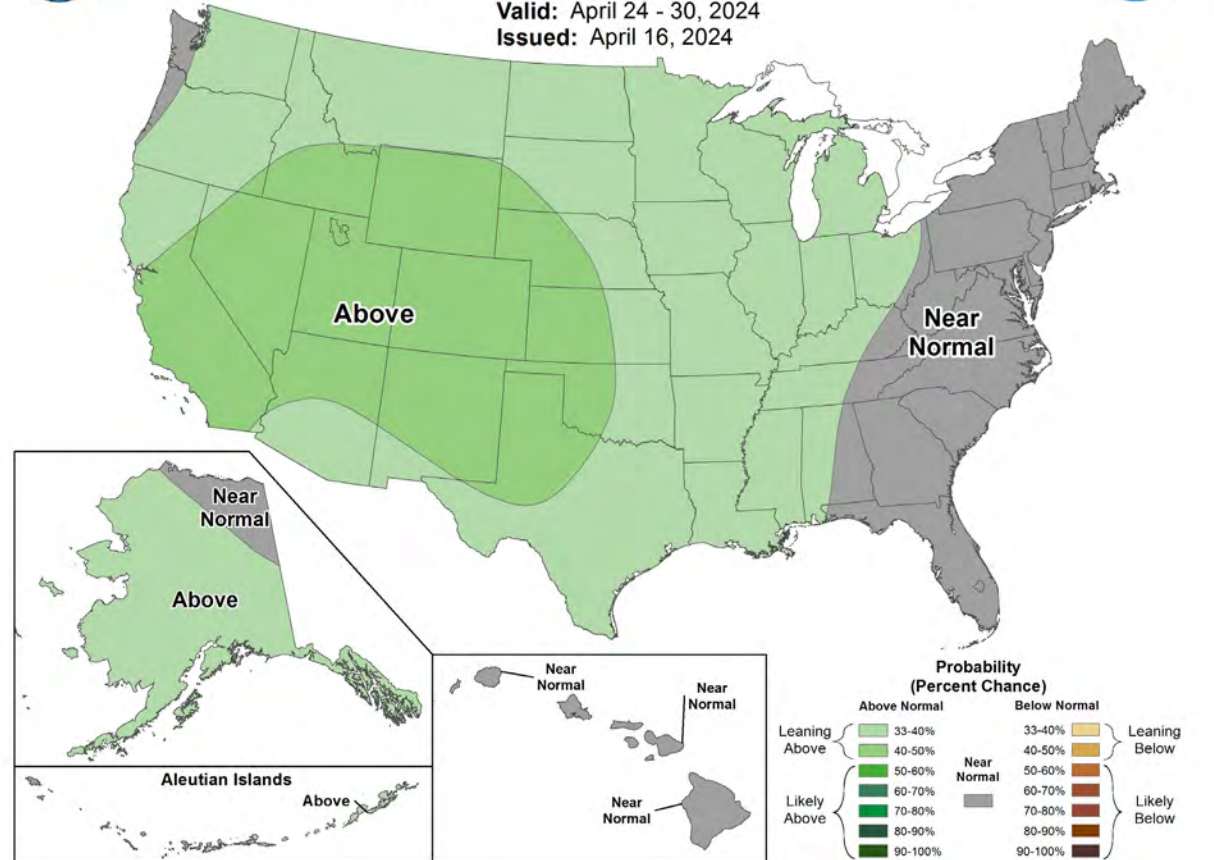 Valid: April 24 - 30, 2024
Issued: April 16, 2024
Above
Near
Normal
Near
Normal
Above
Aleutian Islands
Above
Near
Normal
Near
Normal
Near
Normal
Probability
(Percent Chance)
Above Normal
Below Normal
Leaning
Above
33-40%
40-50%
Likely
Above
50-60%
60-70%
70-80%
80-90%
90-100%
Near
Normal
33-40%
40-50%
Leaning
Below
50-60%
60-70%
70-80%
80-90%
90-100%
Likely
Below